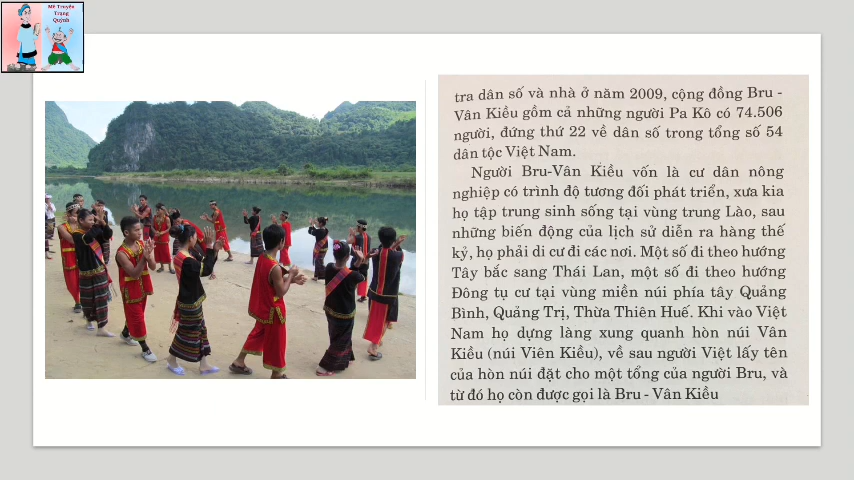 Mê Truyện
Trạng
Quỳnh
tra dân số và nhà ở năm 2009, cộng đồng Bru -
Vân Kiều gồm cả những người Pa Kô có 74.506
người, đứng thứ 22 về dân số trong tổng số 54
dân tộc Việt Nam.
Người Bru-Vân Kiều vốn là cư dân nông
nghiệp có trình độ tương đối phát triển, xưa kia
họ tập trung sinh sống tại vùng trung Lào, sau
những biến động của lịch sử diễn ra hàng thế
kỷ, họ phải di cư đi các nơi. Một số đi theo hướng
Tây bắc sang Thái Lan, một số đi theo hướng
Đông tụ cư tại vùng miền núi phía tây Quảng
Bình, Quảng Trị, Thừa Thiên Huế. Khi vào Việt
Nam họ dựng làng xung quanh hòn núi Vân
Kiều (núi Viên Kiều), về sau người Việt lấy tên
của hòn núi đặt cho một tổng của người Bru, và
từ đó họ còn được gọi là Bru - Vân Kiều